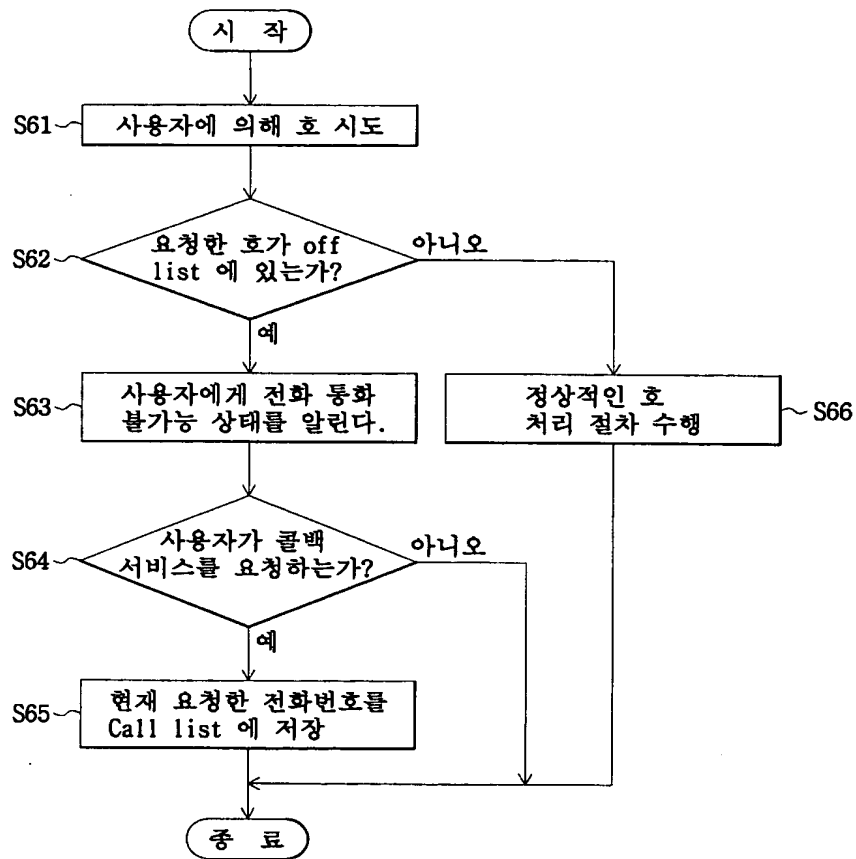 시 작
S61
사용자에 의해 호 시도
S62
요청한 호가 off
list 에 있는가?
아니오
예
S63
사용자에게 전화 통화
불가능 상태를 알린다.
정상적인 호
처리 절차 수행
S66
S64
사용자가 콜백
서비스를 요청하는가?
아니오
예
S65
현재 요청한 전화번호를
Call list 에 저장
종 료